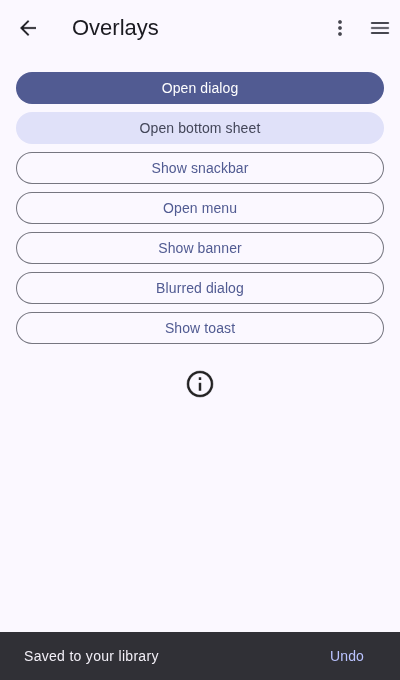 Overlays
Open dialog
Open bottom sheet
Show snackbar
Open menu
Show banner
Blurred dialog
Show toast
Saved to your library
Undo